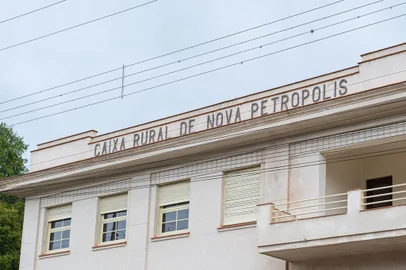 CAIXA RURAL DE NOVA PETROPOLIS